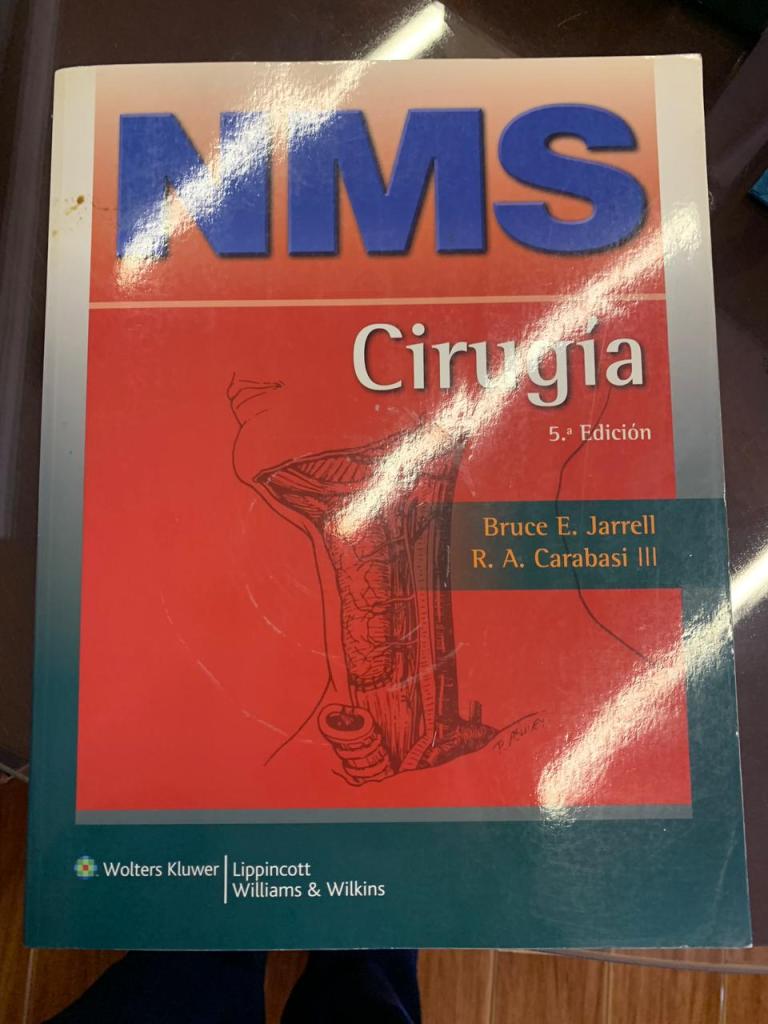 NMS
Cirugía
5.ª Edición
Bruce E. Jarrell
R. A. Carabasi III
Wolters Kluwer
Lippincott
Williams & Wilkins